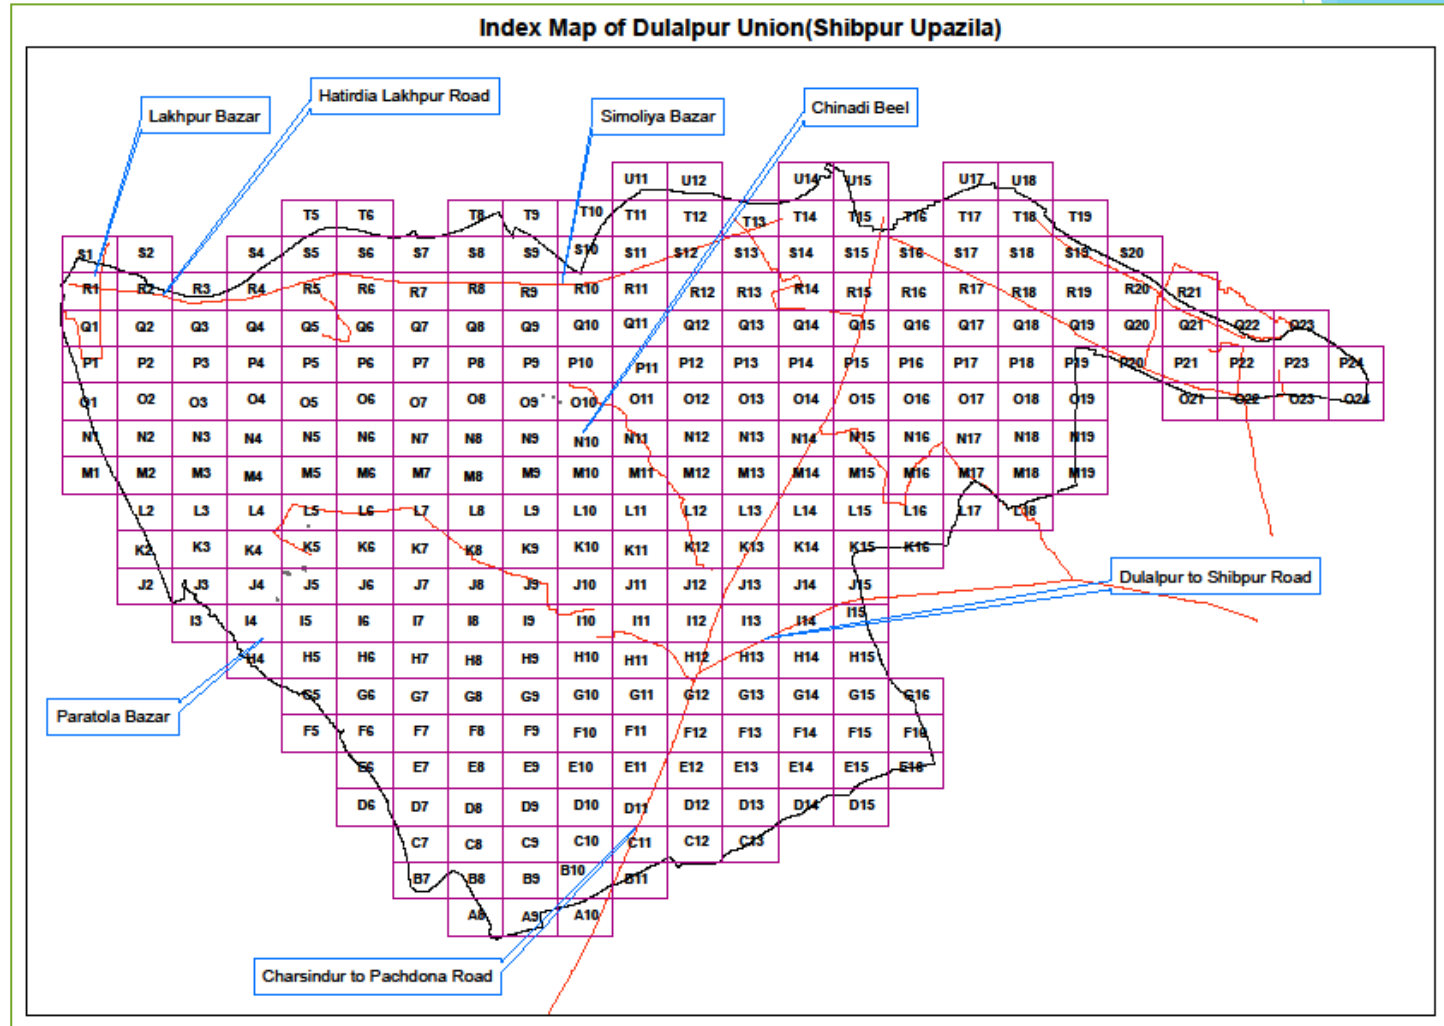 Index Map of Dulalpur Union(Shibpur Upazila)
Lakhpur Bazar
Hatirdia Lakhpur Road
Simoliya Bazar
Chinadi Beel
U11 U12 U14 U15 U17 U18
T5 T6 T8 T9 T10 T11 T12 T13 T14 T15 T16 T17 T18 T19
S1 S2 S4 S5 S6 S7 S8 S9 S10 S11 S12 S13 S14 S15 S16 S17 S18 S19 S20
R1 R2 R3 R4 R5 R6 R7 R8 R9 R10 R11 R12 R13 R14 R15 R16 R17 R18 R19 R20 R21
Q1 Q2 Q3 Q4 Q5 Q6 Q7 Q8 Q9 Q10 Q11 Q12 Q13 Q14 Q15 Q16 Q17 Q18 Q19 Q20 Q21 Q22 Q23
P1 P2 P3 P4 P5 P6 P7 P8 P9 P10 P11 P12 P13 P14 P15 P16 P17 P18 P19 P20 P21 P22 P23 P24
O1 O2 O3 O4 O5 O6 O7 O8 O9 O10 O11 O12 O13 O14 O15 O16 O17 O18 O19 O21 O22 O23 O24
N1 N2 N3 N4 N5 N6 N7 N8 N9 N10 N11 N12 N13 N14 N15 N16 N17 N18 N19
M1 M2 M3 M4 M5 M6 M7 M8 M9 M10 M11 M12 M13 M14 M15 M16 M17 M18 M19
L2 L3 L4 L5 L6 L7 L8 L9 L10 L11 L12 L13 L14 L15 L16 L17 L18
K2 K3 K4 K5 K6 K7 K8 K9 K10 K11 K12 K13 K14 K15 K16
J2 J3 J4 J5 J6 J7 J8 J9 J10 J11 J12 J13 J14 J15
Dulalpur to Shibpur Road
I3 I4 I5 I6 I7 I8 I9 I10 I11 I12 I13 I14 I15
H4 H5 H6 H7 H8 H9 H10 H11 H12 H13 H14 H15
G5 G6 G7 G8 G9 G10 G11 G12 G13 G14 G15 G16
Paratola Bazar
F5 F6 F7 F8 F9 F10 F11 F12 F13 F14 F15 F16
E6 E7 E8 E9 E10 E11 E12 E13 E14 E15 E16
D6 D7 D8 D9 D10 D11 D12 D13 D14 D15
C7 C8 C9 C10 C11 C12 C13
B7 B8 B9 B10 B11
A8 A9 A10
Charsindur to Pachdona Road